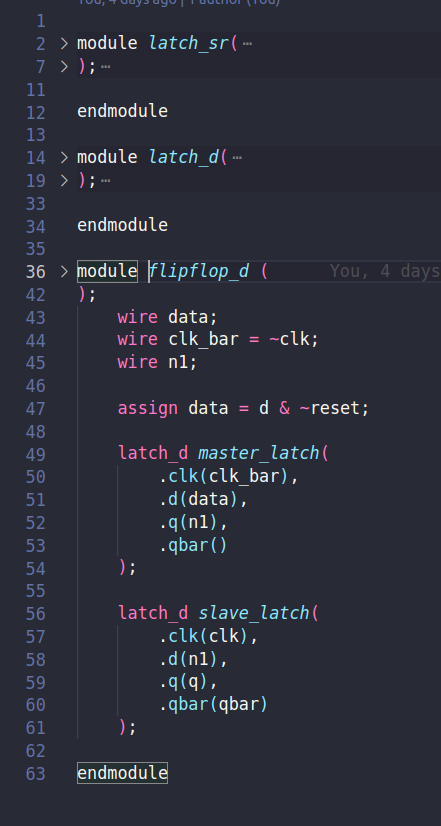 You, 4 days ago | 1 author (You)
1
2 > module latch_sr( ⋯
7 > ); ⋯
11
12 endmodule
13
14 > module latch_d( ⋯
19 > ); ⋯
33
34 endmodule
35
36 > module flipflop_d ( You, 4 days
42 );
43 wire data;
44 wire clk_bar = ~clk;
45 wire n1;
46
47 assign data = d & ~reset;
48
49 latch_d master_latch(
50 .clk(clk_bar),
51 .d(data),
52 .q(n1),
53 .qbar()
54 );
55
56 latch_d slave_latch(
57 .clk(clk),
58 .d(n1),
59 .q(q),
60 .qbar(qbar)
61 );
62
63 endmodule